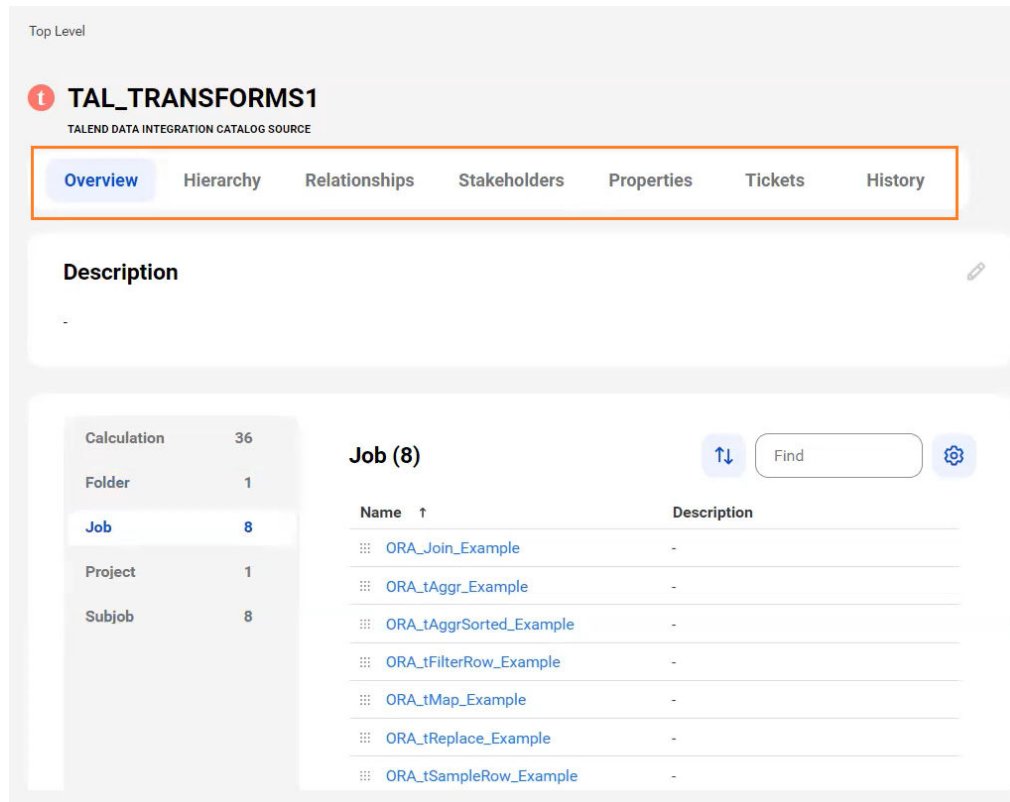 Top Level
t TAL_TRANSFORMS1
TALEND DATA INTEGRATION CATALOG SOURCE
Overview Hierarchy Relationships Stakeholders Properties Tickets History
Description
-
Calculation 36
Folder 1
Job 8
Project 1
Subjob 8
Job (8) Find
Name ↑ Description
ORA_Join_Example -
ORA_tAggr_Example -
ORA_tAggrSorted_Example -
ORA_tFilterRow_Example -
ORA_tMap_Example -
ORA_tReplace_Example -
ORA_tSampleRow_Example -